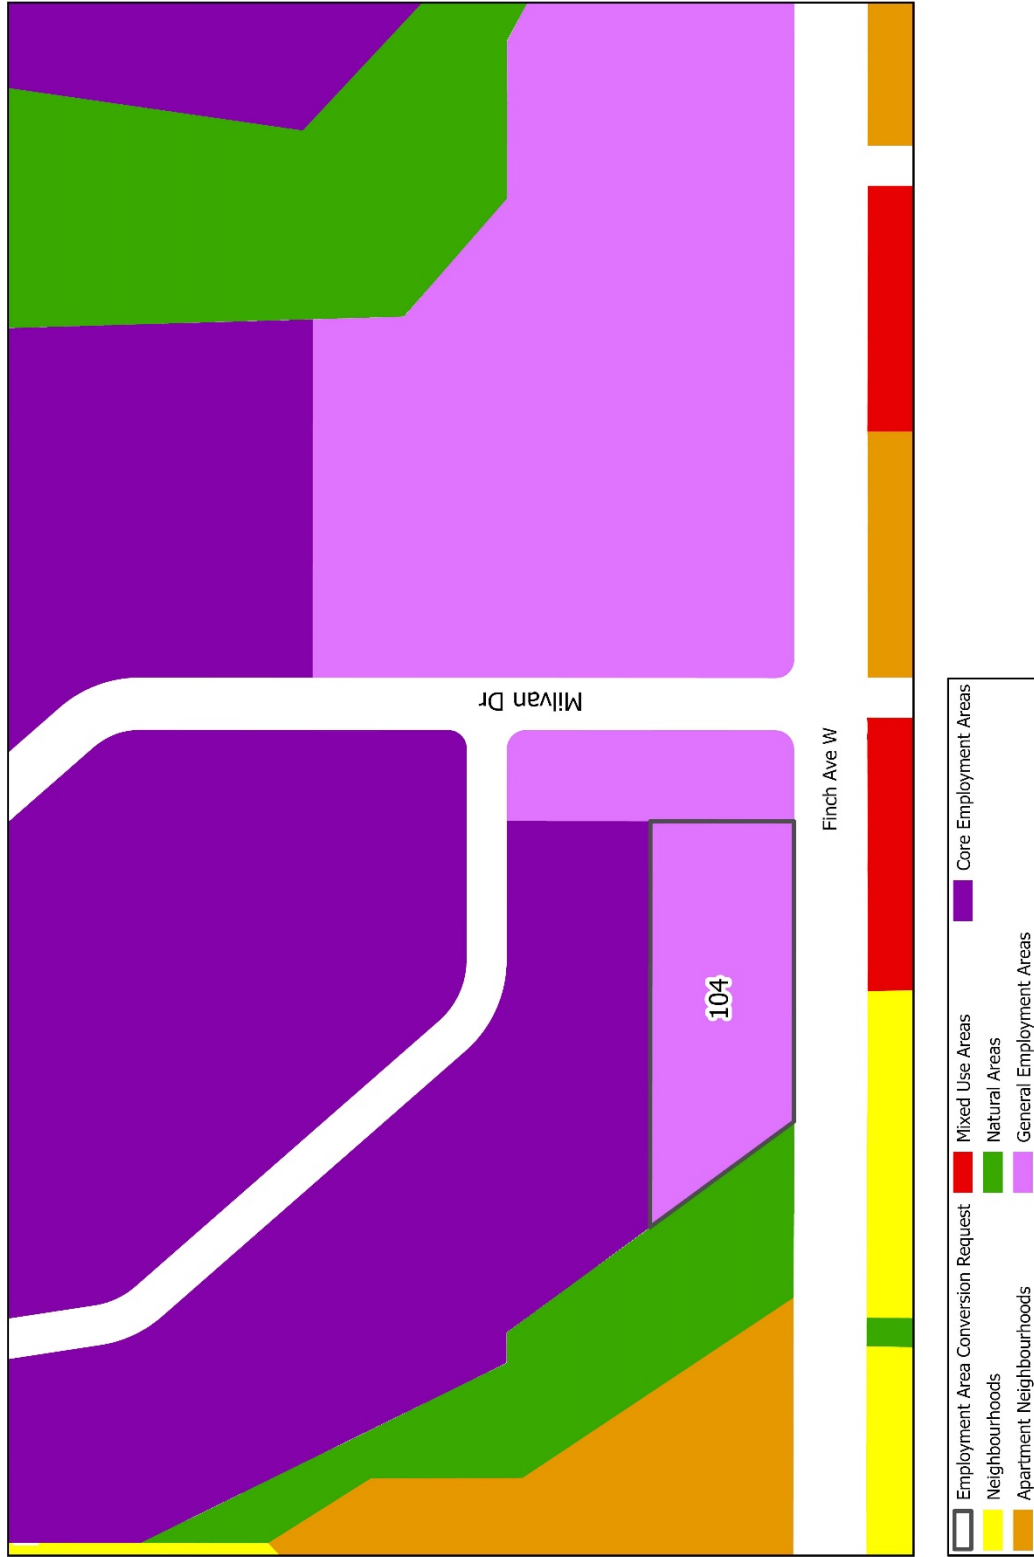 Milvan Dr
Finch Ave W
104
Employment Area Conversion Request
Mixed Use Areas
Core Employment Areas
Neighbourhoods
Natural Areas
Apartment Neighbourhoods
General Employment Areas